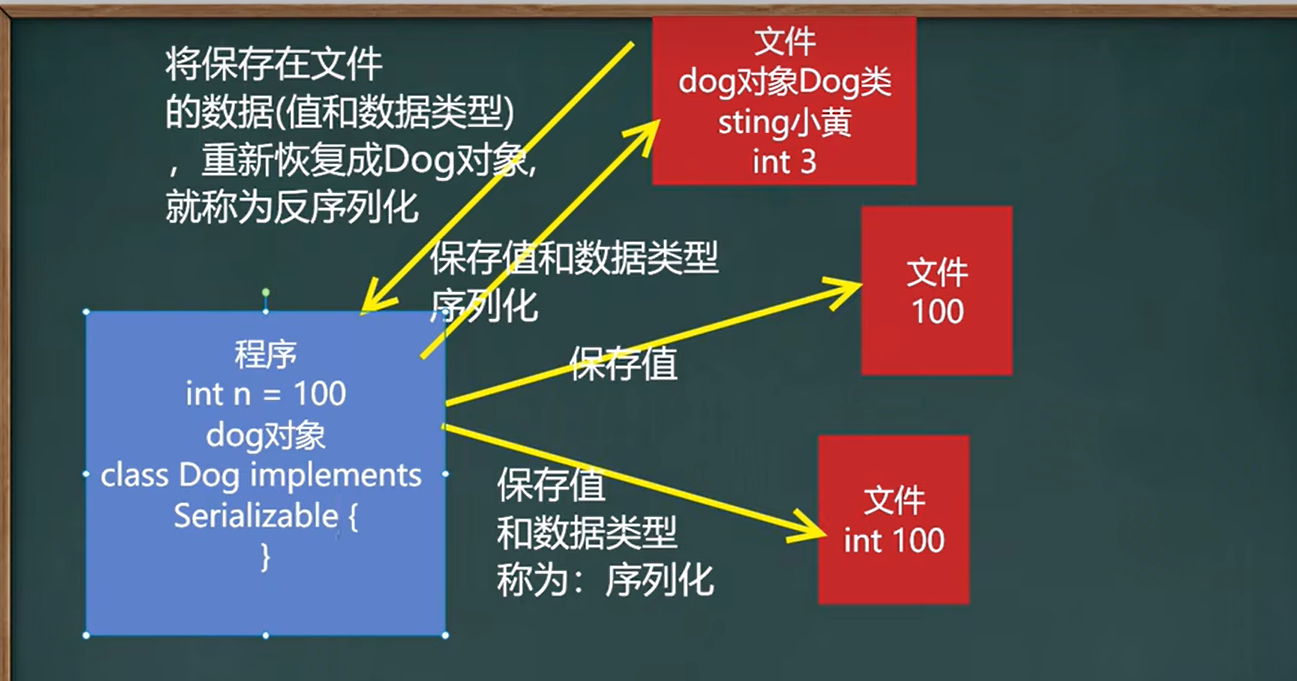 将保存在文件
的数据(值和数据类型)
，重新恢复成Dog对象,
就称为反序列化
文件
dog对象Dog类
sting小黄
int 3
保存值和数据类型
序列化
文件
100
保存值
程序
int n = 100
dog对象
class Dog implements
Serializable {
}
保存值
和数据类型
称为：序列化
文件
int 100